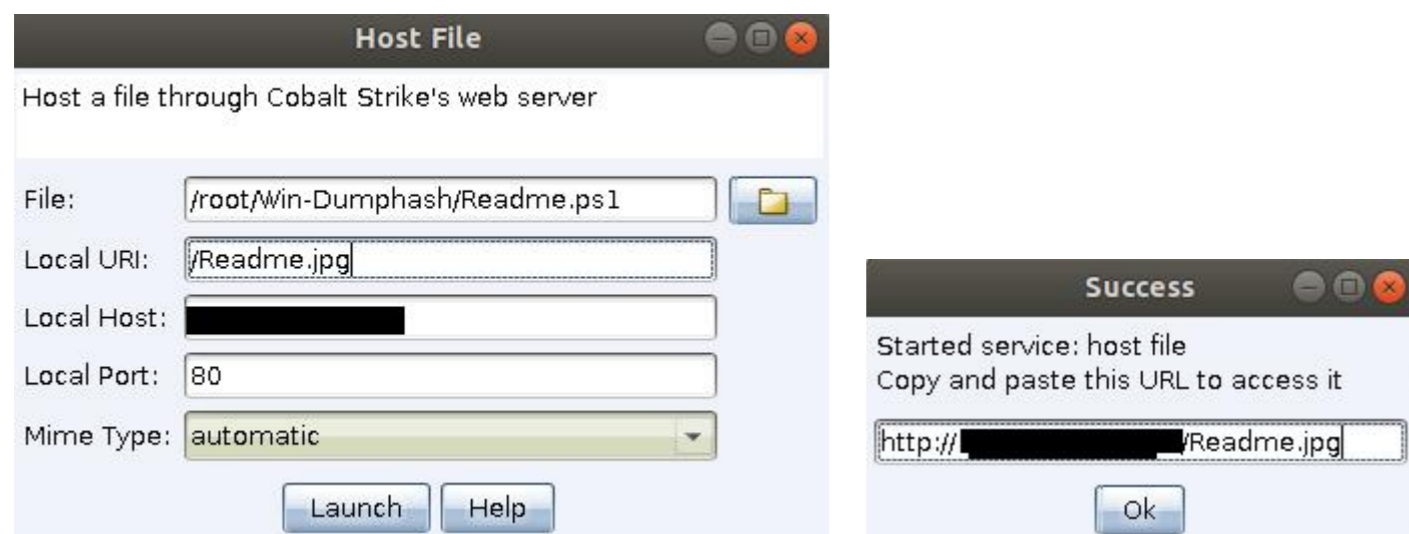 Host File
Host a file through Cobalt Strike's web server
File: /root/Win-Dumphash/Readme.ps1
Local URI: /Readme.jpg
Local Host:
Local Port: 80
Mime Type: automatic
Launch Help
Success
Started service: host file
Copy and paste this URL to access it
http:// /Readme.jpg
Ok